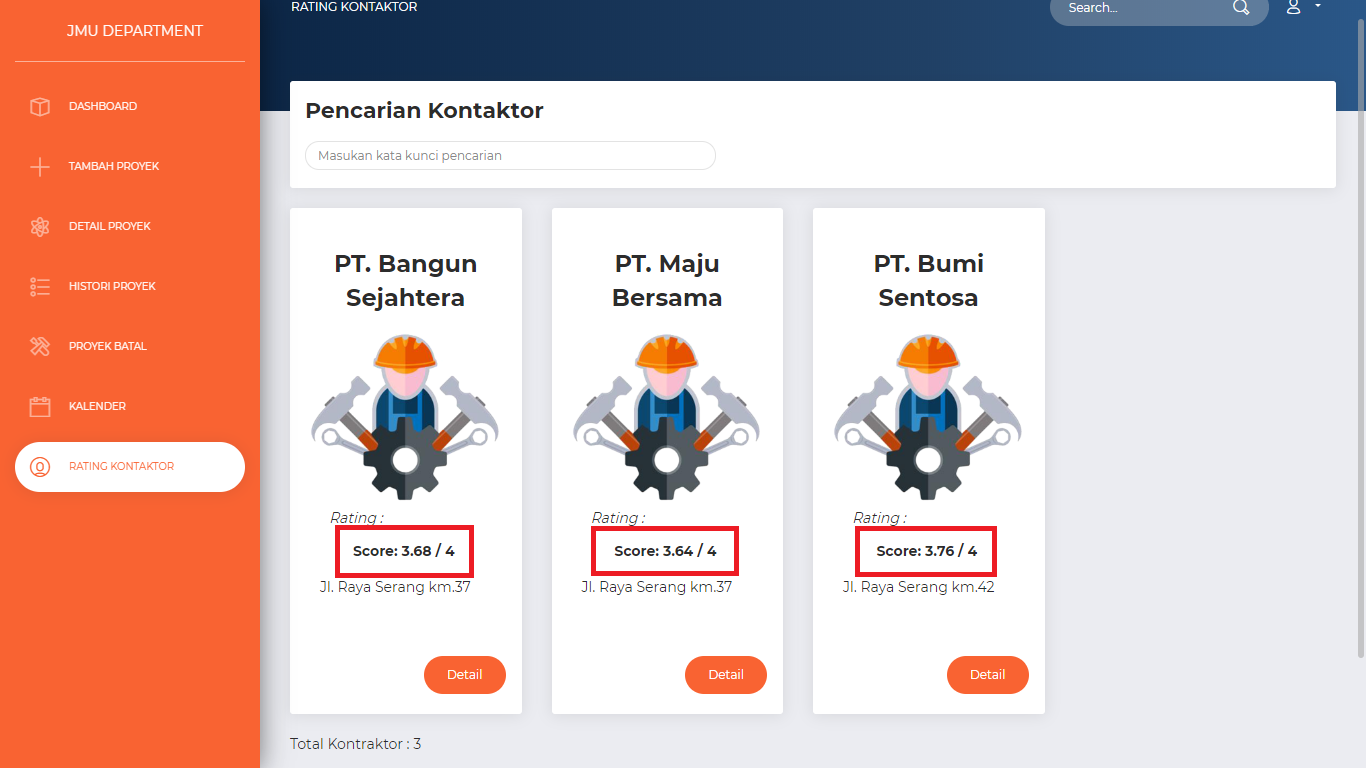 JMU DEPARTMENT
DASHBOARD
TAMBAH PROYEK
DETAIL PROYEK
HISTORI PROYEK
PROYEK BATAL
KALENDER
RATING KONTAKTOR
RATING KONTAKTOR
Search...
Pencarian Kontaktor
Masukan kata kunci pencarian
PT. Bangun
Sejahtera
Rating :
Score: 3.68 / 4
Jl. Raya Serang km.37
Detail
PT. Maju
Bersama
Rating :
Score: 3.64 / 4
Jl. Raya Serang km.37
Detail
PT. Bumi
Sentosa
Rating :
Score: 3.76 / 4
Jl. Raya Serang km.42
Detail
Total Kontraktor : 3